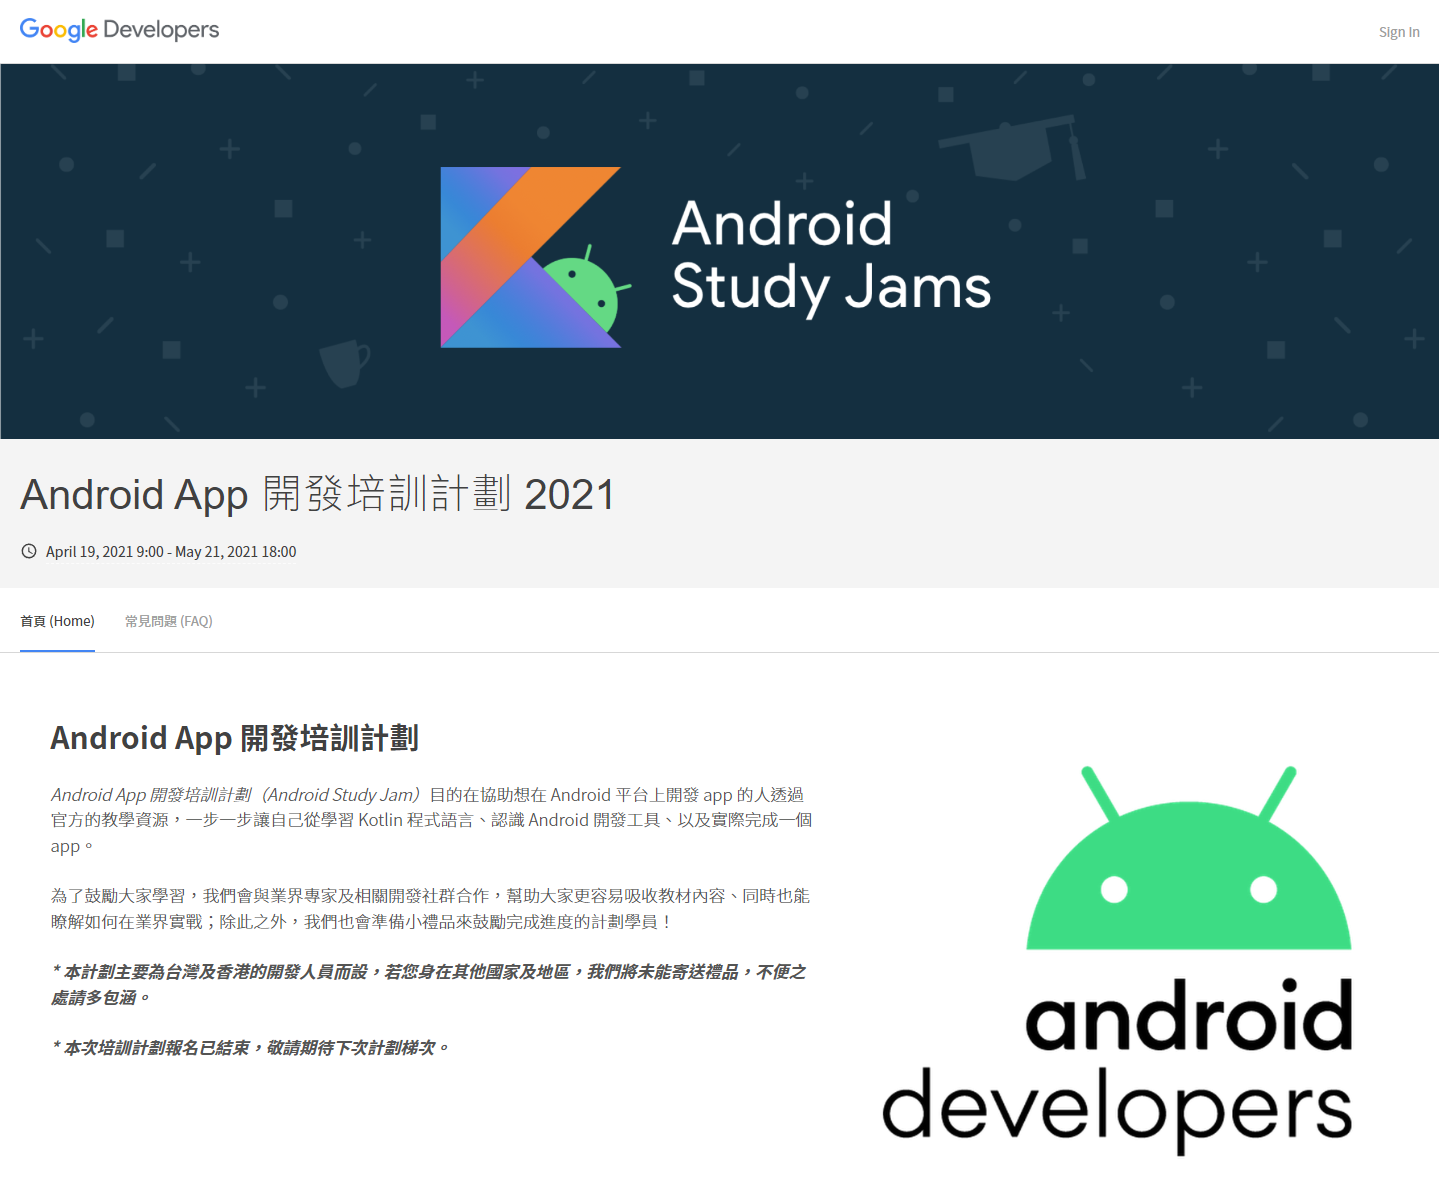 Google Developers
Sign In
Android
Study Jams
Android App 開發培訓計劃 2021
April 19, 2021 9:00 - May 21, 2021 18:00
首頁 (Home)
常見問題 (FAQ)
Android App 開發培訓計劃
Android App 開發培訓計劃（Android Study Jam）目的在協助想在 Android 平台上開發 app 的人透過
官方的教學資源，一步一步讓自己從學習 Kotlin 程式語言、認識 Android 開發工具、以及實際完成一個
app。
為了鼓勵大家學習，我們會與業界專家及相關開發社群合作，幫助大家更容易吸收教材內容、同時也能
瞭解如何在業界實戰；除此之外，我們也會準備小禮品來鼓勵完成進度的計劃學員！
* 本計劃主要為台灣及香港的開發人員而設，若您身在其他國家及地區，我們將未能寄送禮品，不便之
處請多包涵。
* 本次培訓計劃報名已結束，敬請期待下次計劃梯次。
android
developers